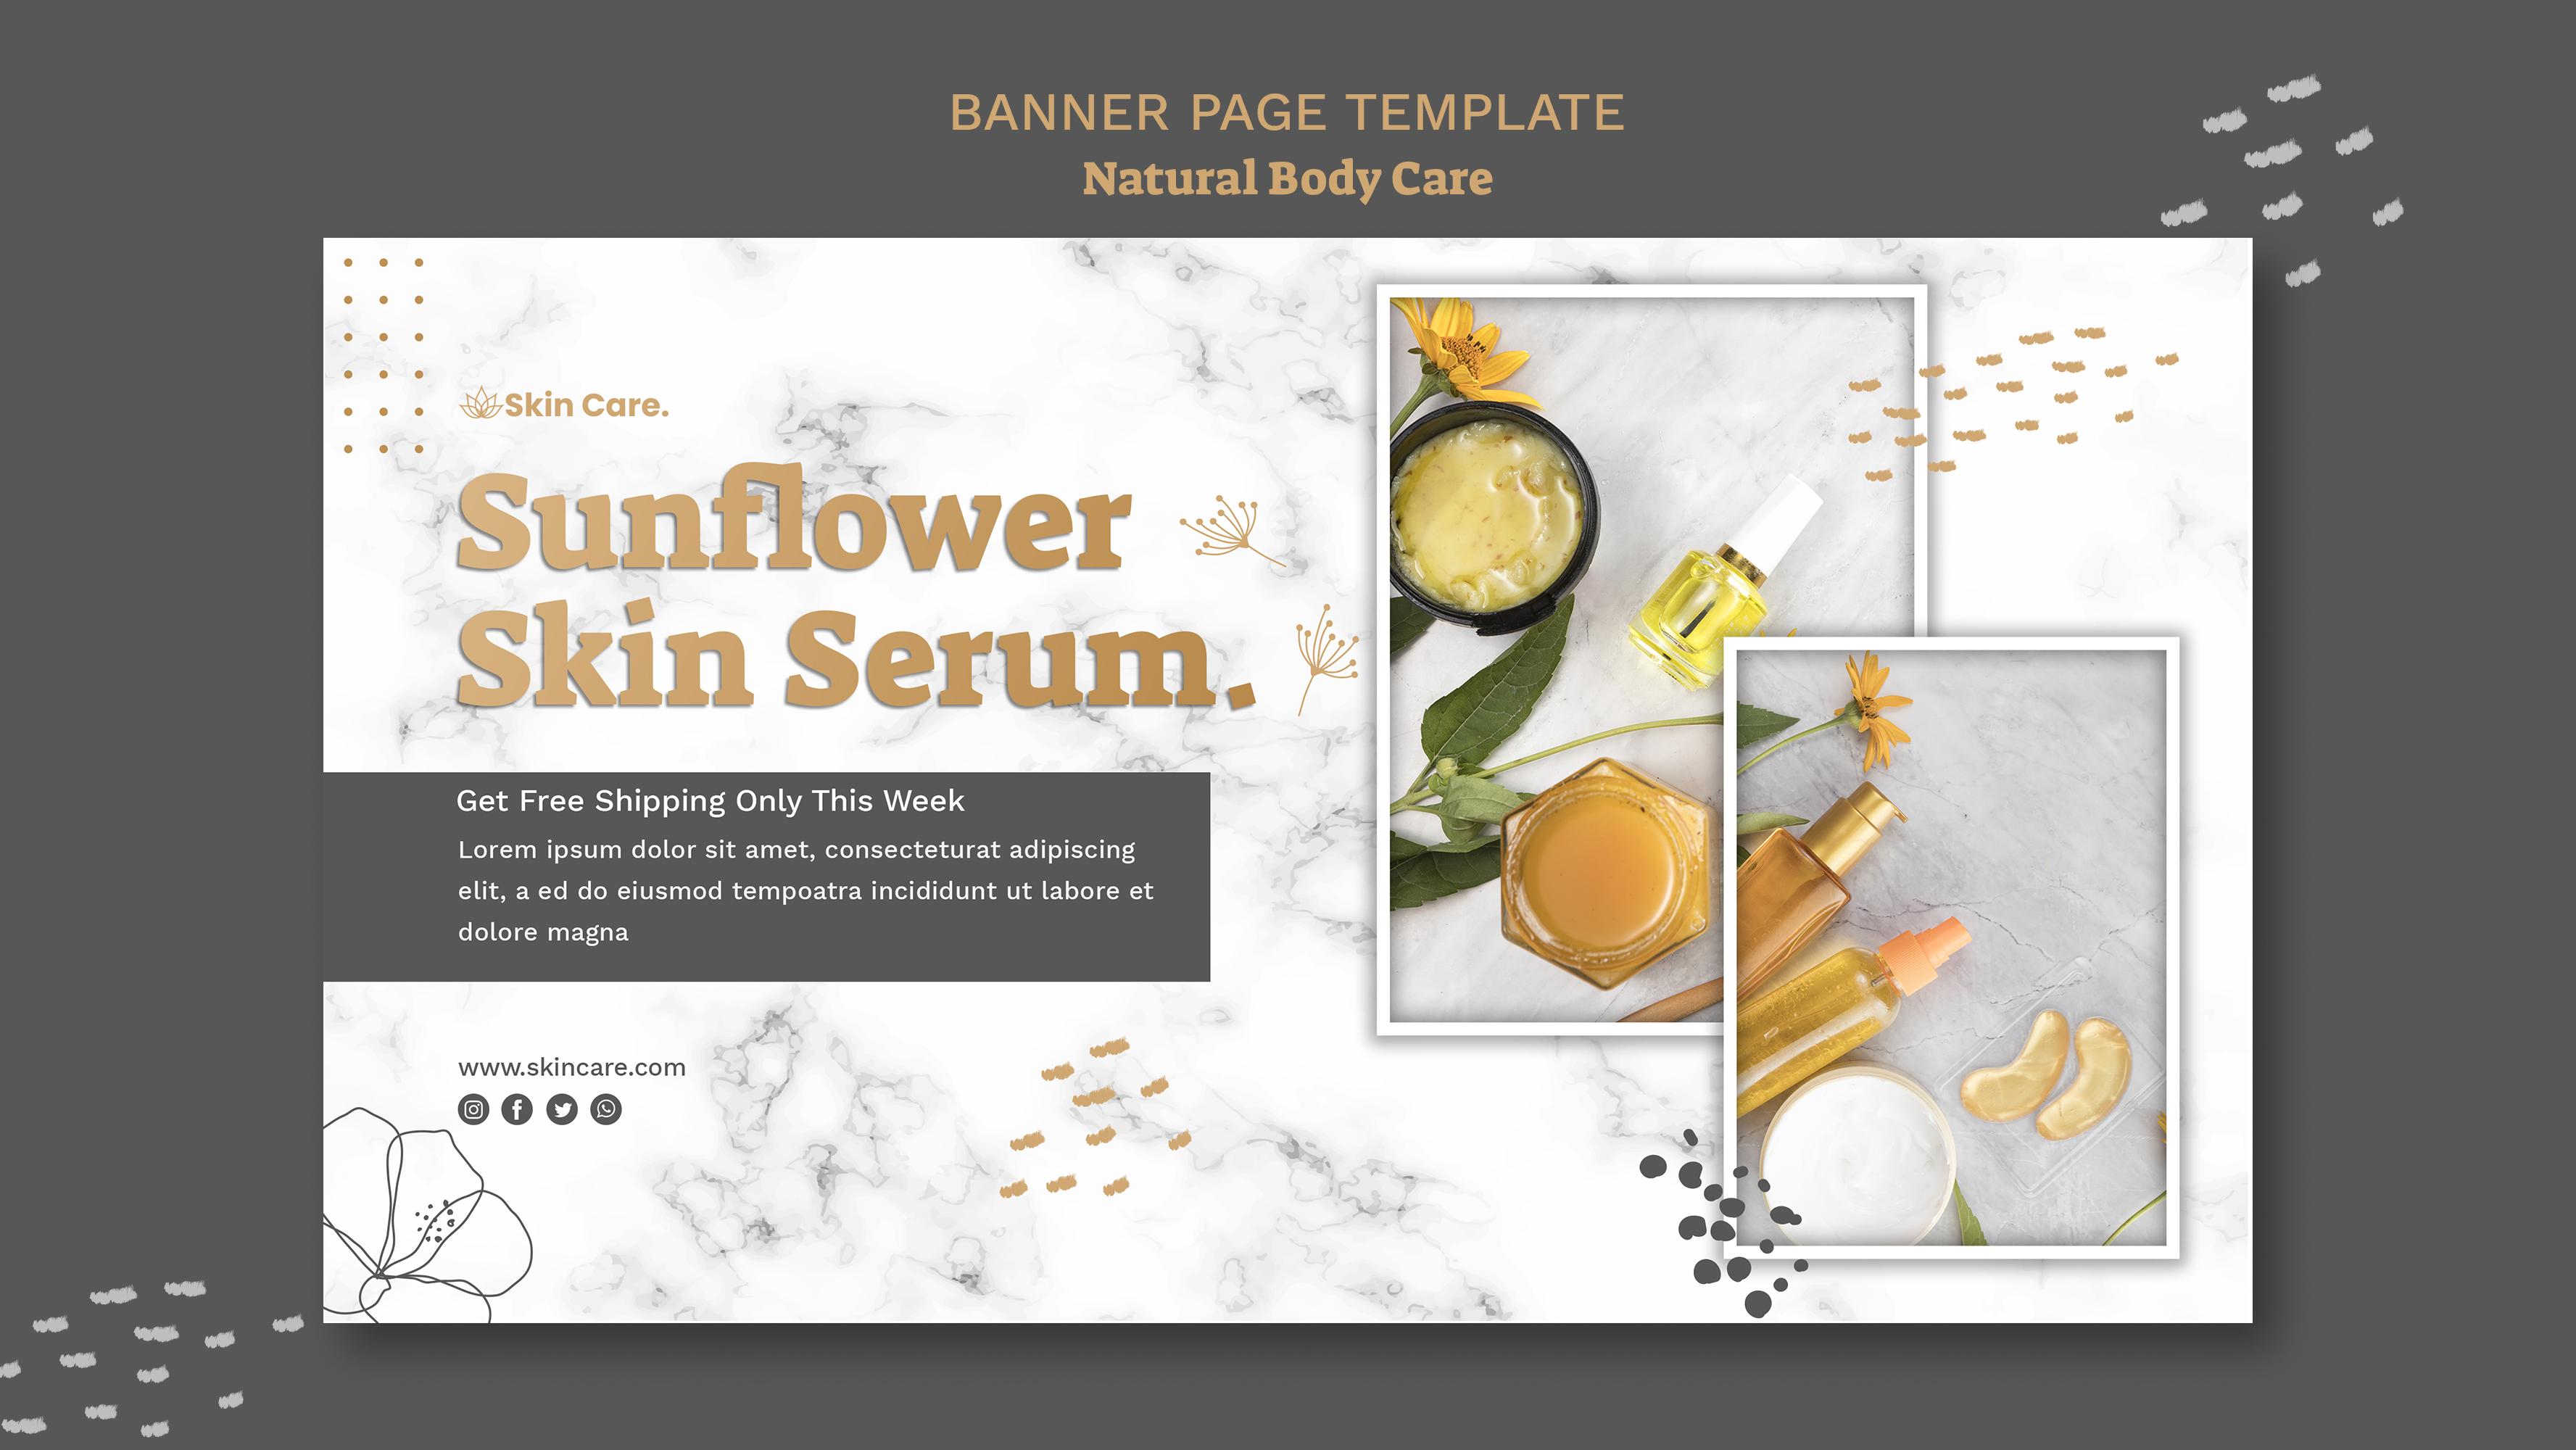 BANNER PAGE TEMPLATE
Natural Body Care
Skin Care.
Sunflower
Skin Serum.
Get Free Shipping Only This Week
Lorem ipsum dolor sit amet, consecteturat adipiscing
elit, a ed do eiusmod tempoatra incididunt ut labore et
dolore magna
www.skincare.com